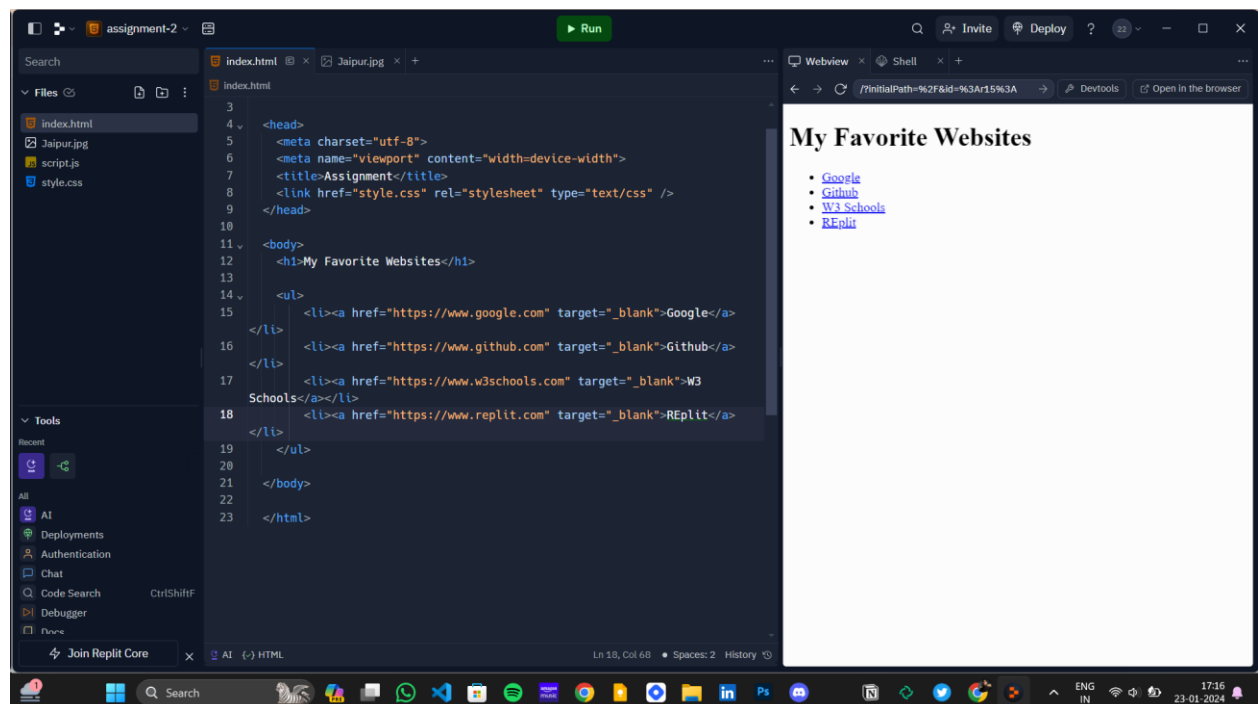 assignment-2
Run
Invite
Deploy
?
22
Search
index.html
Jaipur.jpg
Webview
Shell
Files
index.html
/?initialPath=%2F&id=%3Ar15%3A
Devtools
Open in the browser
index.html
Jaipur.jpg
script.js
style.css
3
4 <head>
5 <meta charset="utf-8">
6 <meta name="viewport" content="width=device-width">
7 <title>Assignment</title>
8 <link href="style.css" rel="stylesheet" type="text/css" />
9 </head>
10
11 <body>
12 <h1>My Favorite Websites</h1>
13
14 <ul>
15 <li><a href="https://www.google.com" target="_blank">Google</a>
</li>
16 <li><a href="https://www.github.com" target="_blank">Github</a>
</li>
17 <li><a href="https://www.w3schools.com" target="_blank">W3
Schools</a></li>
18 <li><a href="https://www.replit.com" target="_blank">REplit</a>
</li>
19 </ul>
20
21 </body>
22
23 </html>
My Favorite Websites
Google
Github
W3 Schools
REplit
Tools
Recent
All
AI
Deployments
Authentication
Chat
Code Search CtrlShiftF
Debugger
Docs
Join Replit Core
AI {..} HTML
Ln 18, Col 68 Spaces: 2 History
1
Search
amazon music
in
Ps
ENG
IN
17:16
23-01-2024